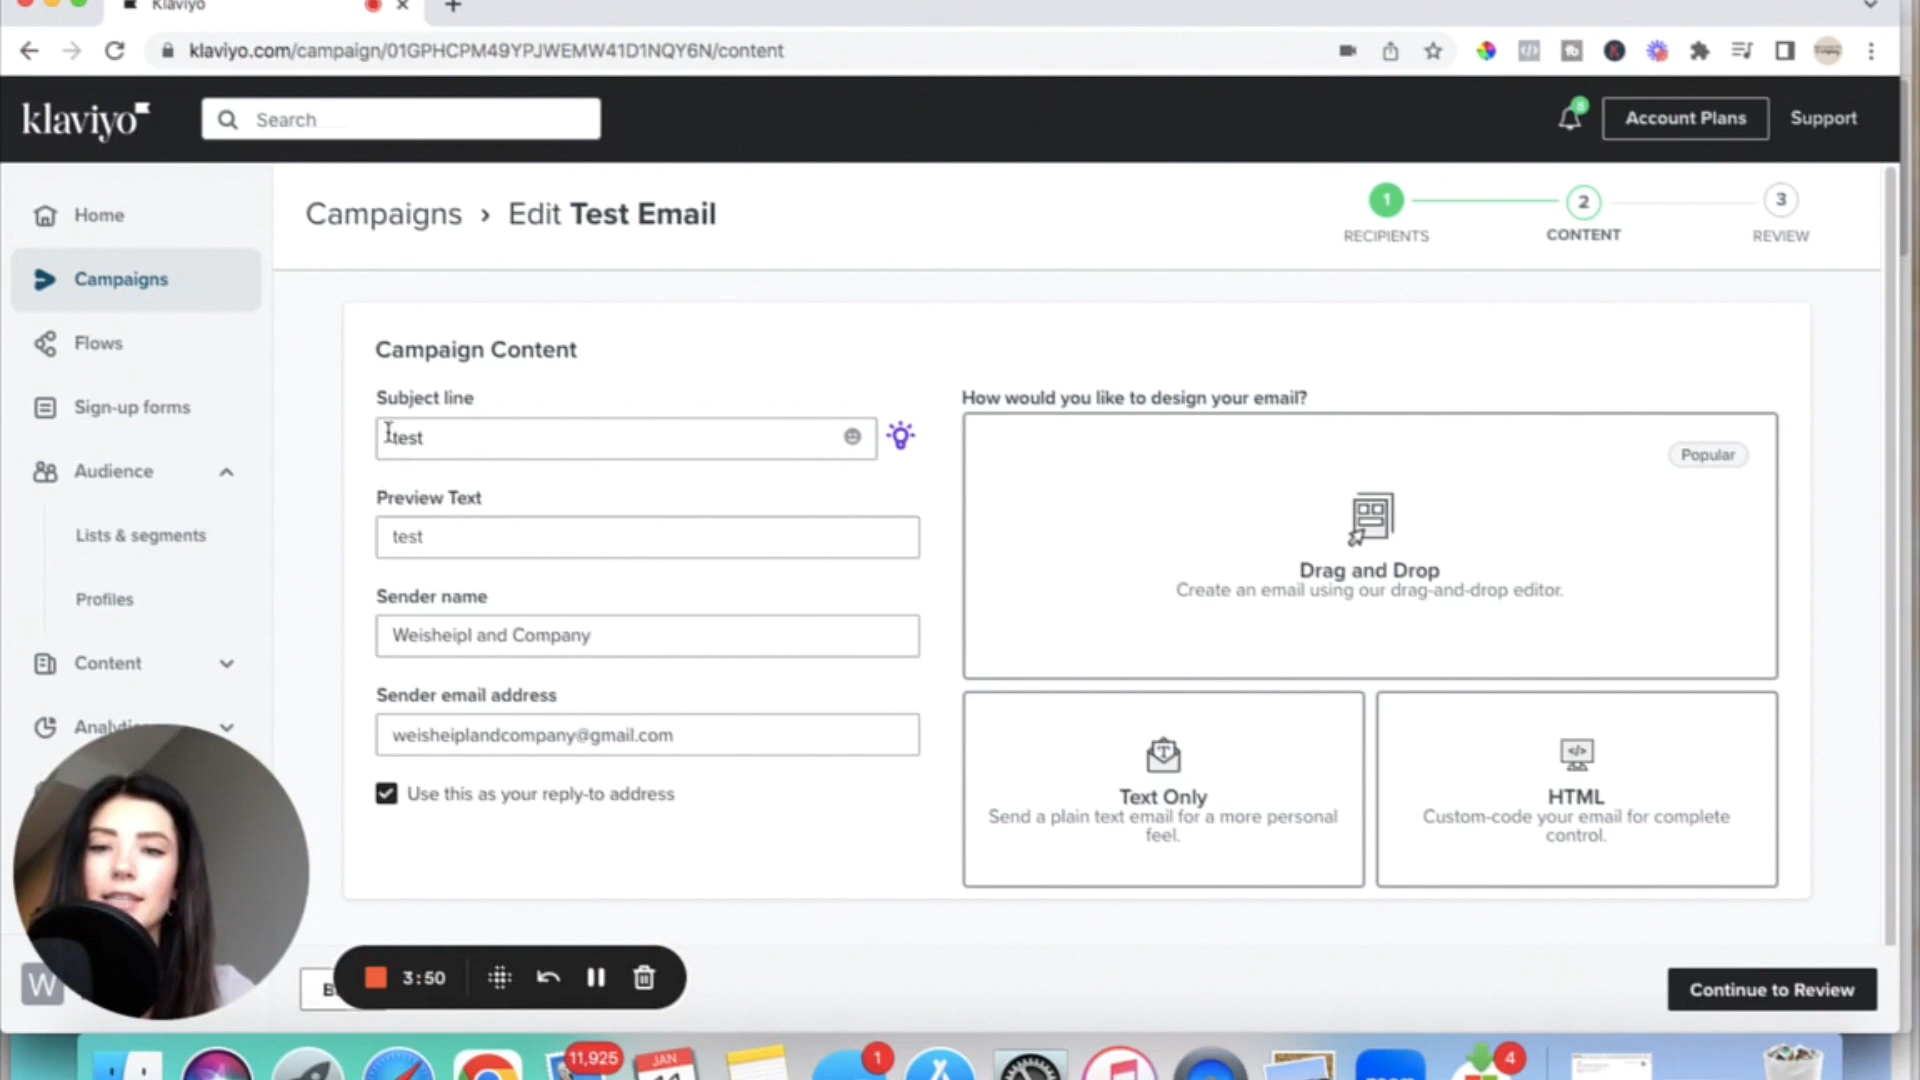 Klaviyo
klaviyo.com/campaign/01GPHCPM49YPJWEMW41D1NQY6N/content
klaviyo
Search
8
Account Plans
Support
Home
Campaigns
Flows
Sign-up forms
Audience
Lists & segments
Profiles
Content
Campaigns › Edit Test Email
1
RECIPIENTS
2
CONTENT
3
REVIEW
Campaign Content
Subject line
test
Preview Text
test
Sender name
Weisheipl and Company
Sender email address
weisheiplandcompany@gmail.com
Use this as your reply-to address
How would you like to design your email?
Popular
Drag and Drop
Create an email using our drag-and-drop editor.
Text Only
Send a plain text email for a more personal
feel.
HTML
Custom-code your email for complete
control.
W
3:50
Continue to Review
11,925
JAN
1
4